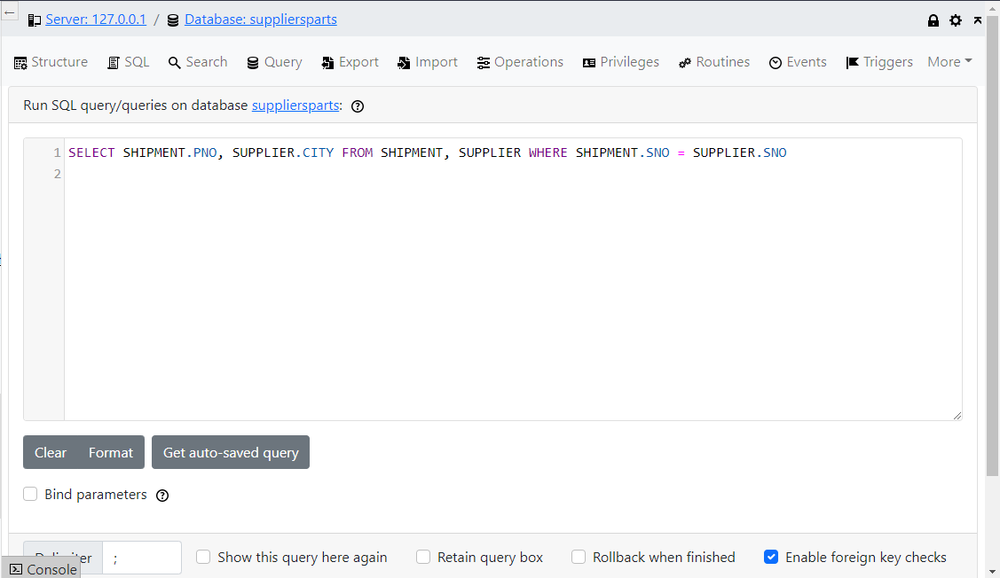 Server: 127.0.0.1 / Database: suppliersparts
Structure SQL Search Query Export Import Operations Privileges Routines Events Triggers More
Run SQL query/queries on database suppliersparts:
1 SELECT SHIPMENT.PNO, SUPPLIER.CITY FROM SHIPMENT, SUPPLIER WHERE SHIPMENT.SNO = SUPPLIER.SNO
2
Clear Format Get auto-saved query
Bind parameters
Delimiter ; Show this query here again Retain query box Rollback when finished Enable foreign key checks
Console